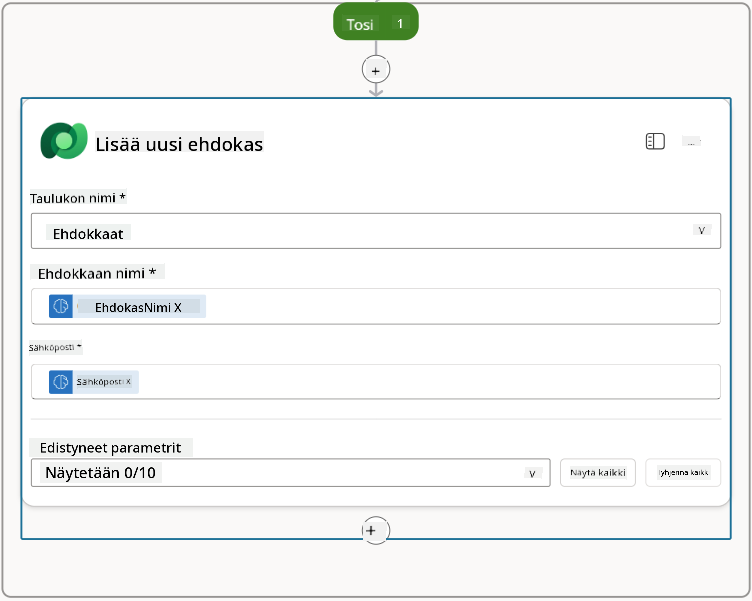 Tosi 1
Lisää uusi ehdokas
...
Taulukon nimi *
Ehdokkaat
Ehdokkaan nimi *
EhdokasNimi X
Sähköposti *
Sähköposti X
Edistyneet parametrit
Näytetään 0/10
Näytä kaikki
Tyhjennä kaikk